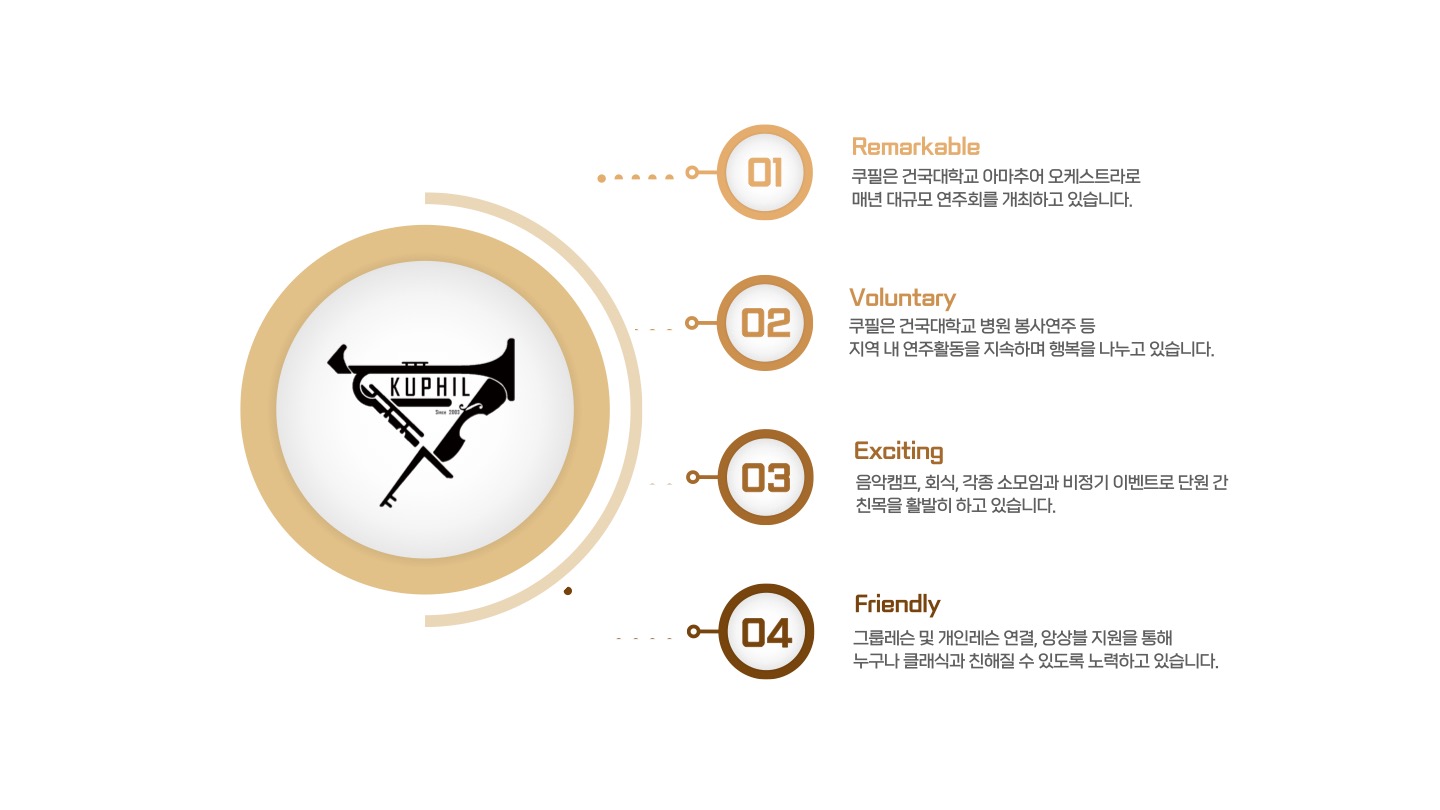 KUPHIL
Since 2003
01
Remarkable
쿠필은 건국대학교 아마추어 오케스트라로
매년 대규모 연주회를 개최하고 있습니다.
02
Voluntary
쿠필은 건국대학교 병원 봉사연주 등
지역 내 연주활동을 지속하며 행복을 나누고 있습니다.
03
Exciting
음악캠프, 회식, 각종 소모임과 비정기 이벤트로 단원 간
친목을 활발히 하고 있습니다.
04
Friendly
그룹레슨 및 개인레슨 연결, 앙상블 지원을 통해
누구나 클래식과 친해질 수 있도록 노력하고 있습니다.